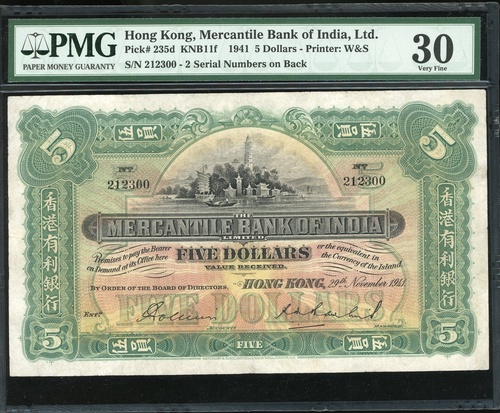 PMG
PAPER MONEY GUARANTY
Hong Kong, Mercantile Bank of India, Ltd.
Pick# 235d KNB11f 1941 5 Dollars - Printer: W&S
S/N 212300 - 2 Serial Numbers on Back
30
Very Fine
5
伍員
伍員
5
Nº
212300
Nº
212300
香港有利銀行
香港有利銀行
THE
MERCANTILE BANK OF INDIA
LIMITED
Promises to pay the Bearer
on Demand at its Office here
FIVE DOLLARS
VALUE RECEIVED.
or the equivalent in
the Currency of the Island.
BY ORDER OF THE BOARD OF DIRECTORS.
HONG KONG, 29th November 1941.
FIVE DOLLARS
Entd
MANAGER
5
伍員
FIVE
伍員
5